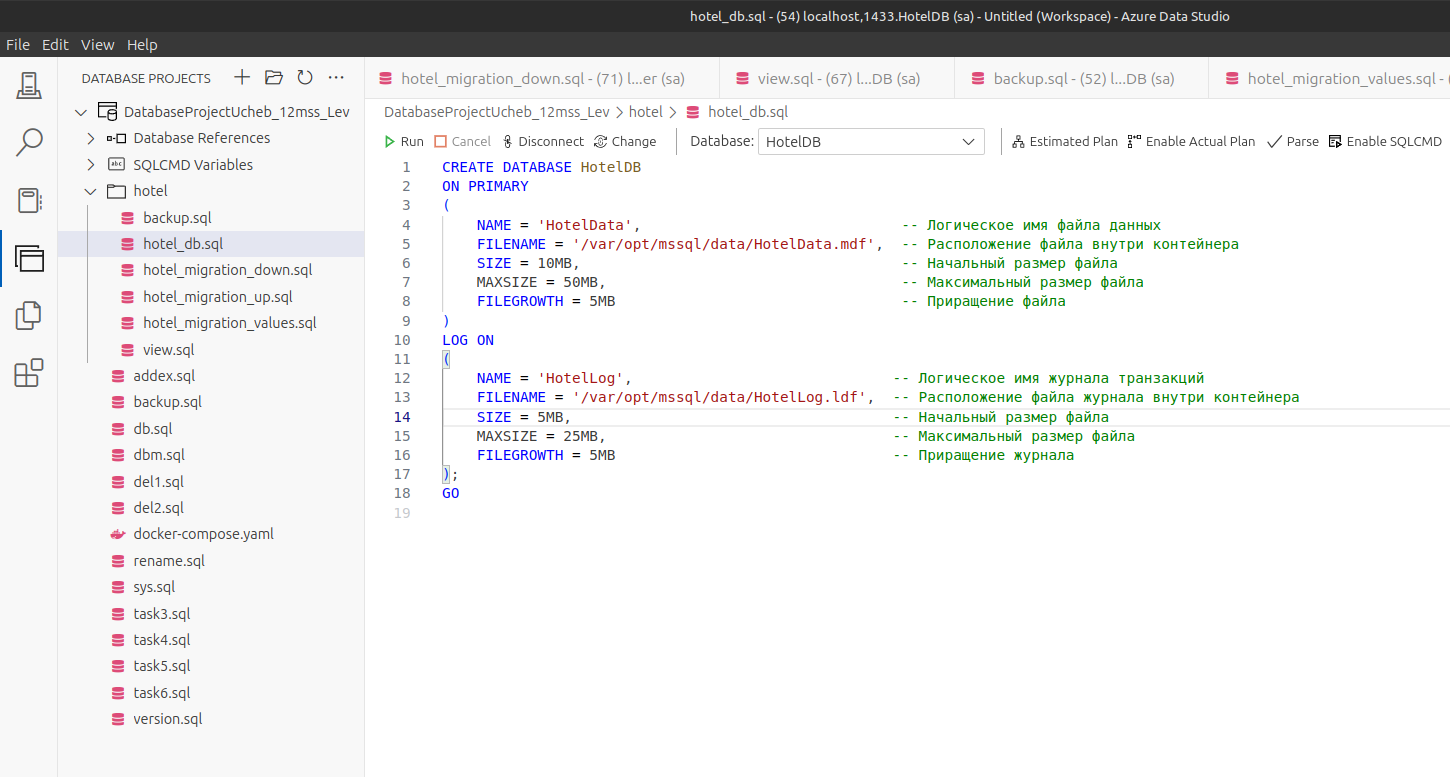 hotel_db.sql - (54) localhost,1433.HotelDB (sa) - Untitled (Workspace) - Azure Data Studio
File Edit View Help
DATABASE PROJECTS
hotel_migration_down.sql - (71) l...er (sa)
view.sql - (67) l...DB (sa)
backup.sql - (52) l...DB (sa)
hotel_migration_values.sql - (
DatabaseProjectUcheb_12mss_Lev
Database References
SQLCMD Variables
hotel
backup.sql
hotel_db.sql
hotel_migration_down.sql
hotel_migration_up.sql
hotel_migration_values.sql
view.sql
addex.sql
backup.sql
db.sql
dbm.sql
del1.sql
del2.sql
docker-compose.yaml
rename.sql
sys.sql
task3.sql
task4.sql
task5.sql
task6.sql
version.sql
DatabaseProjectUcheb_12mss_Lev > hotel > hotel_db.sql
Run Cancel Disconnect Change Database: HotelDB Estimated Plan Enable Actual Plan Parse Enable SQLCMD
1 CREATE DATABASE HotelDB
2 ON PRIMARY
3 (
4 NAME = 'HotelData', -- Логическое имя файла данных
5 FILENAME = '/var/opt/mssql/data/HotelData.mdf', -- Расположение файла внутри контейнера
6 SIZE = 10MB, -- Начальный размер файла
7 MAXSIZE = 50MB, -- Максимальный размер файла
8 FILEGROWTH = 5MB -- Приращение файла
9 )
10 LOG ON
11 (
12 NAME = 'HotelLog', -- Логическое имя журнала транзакций
13 FILENAME = '/var/opt/mssql/data/HotelLog.ldf', -- Расположение файла журнала внутри контейнера
14 SIZE = 5MB, -- Начальный размер файла
15 MAXSIZE = 25MB, -- Максимальный размер файла
16 FILEGROWTH = 5MB -- Приращение журнала
17 );
18 GO
19